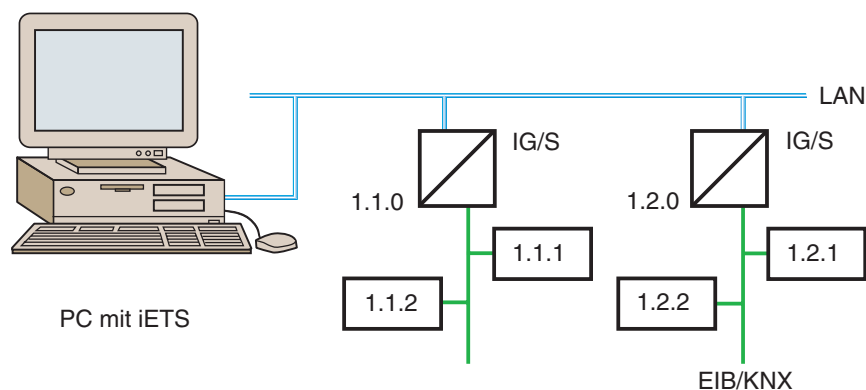 LAN
IG/S
IG/S
1.1.0
1.2.0
1.1.1
1.2.1
1.1.2
1.2.2
PC mit iETS
EIB/KNX